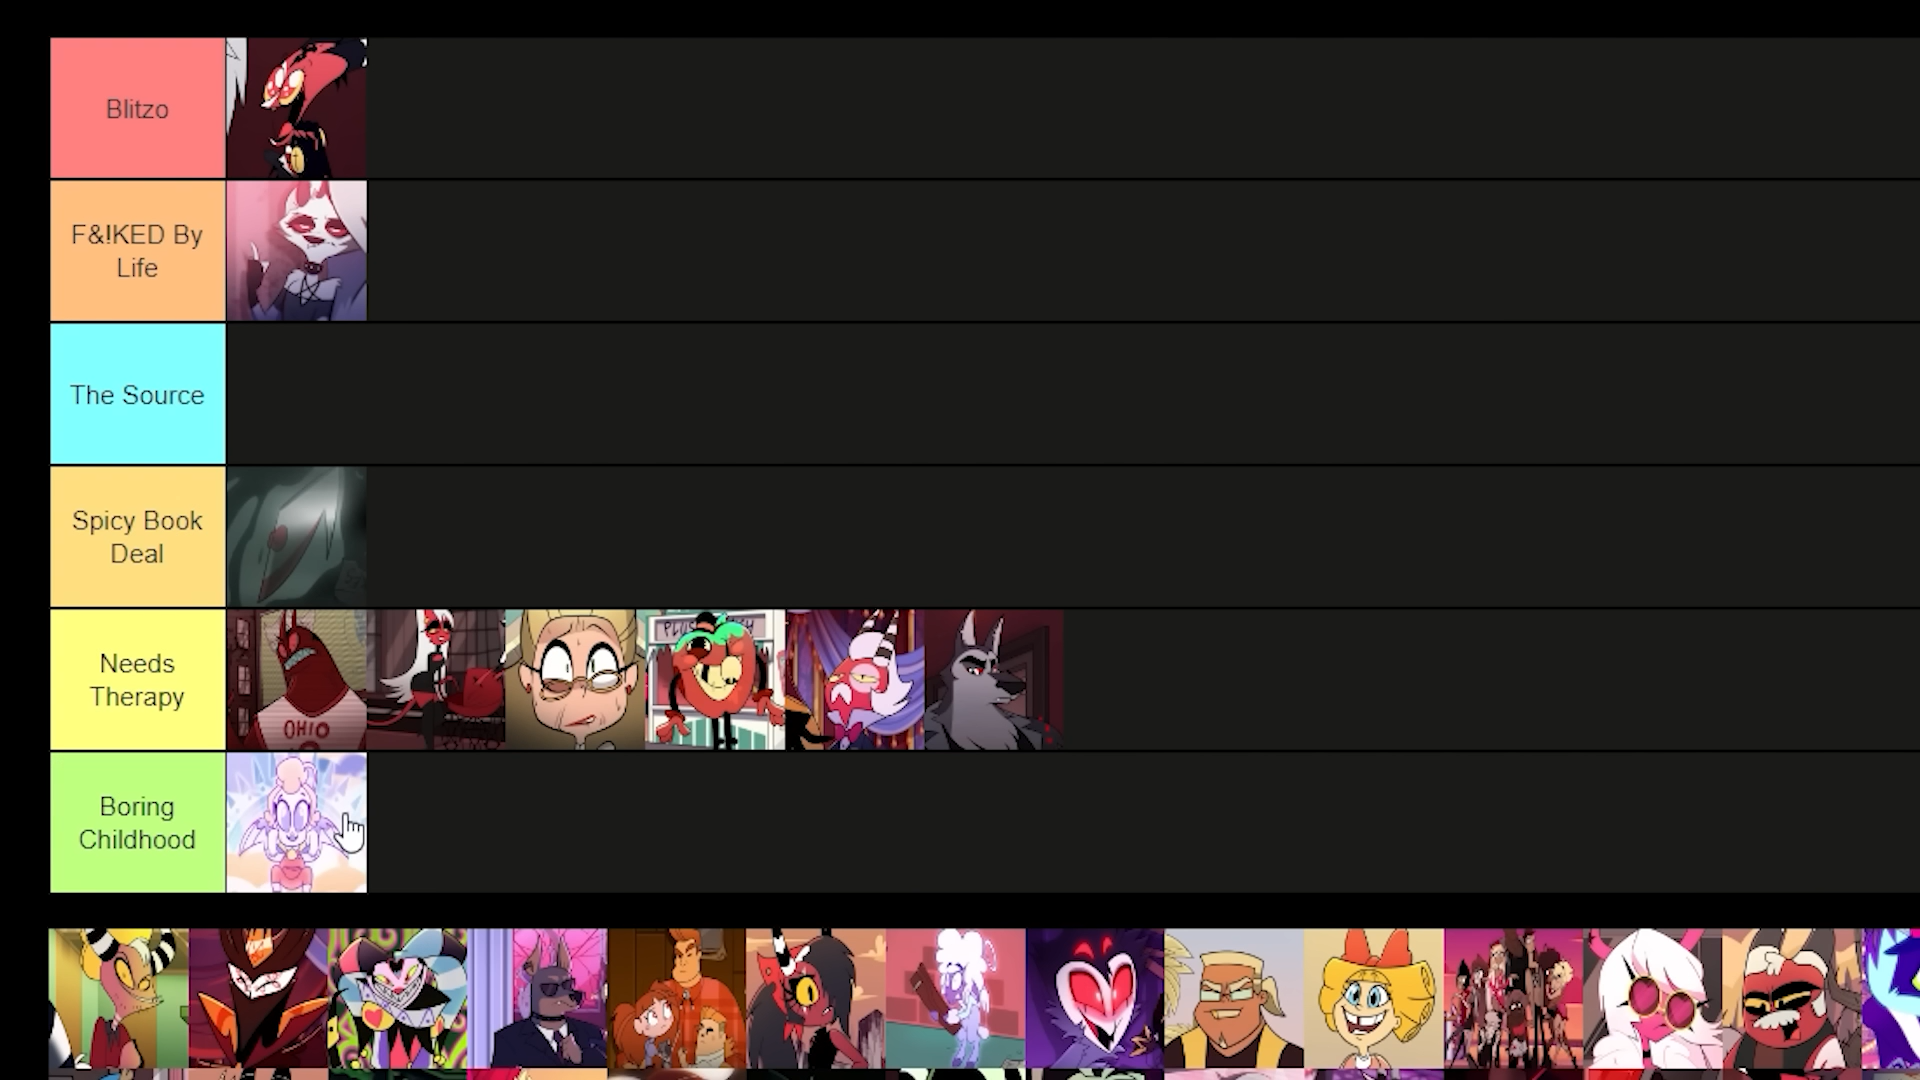 Blitzo
F&!KED By
Life
The Source
Spicy Book
Deal
Needs
Therapy
OHIO
Boring
Childhood